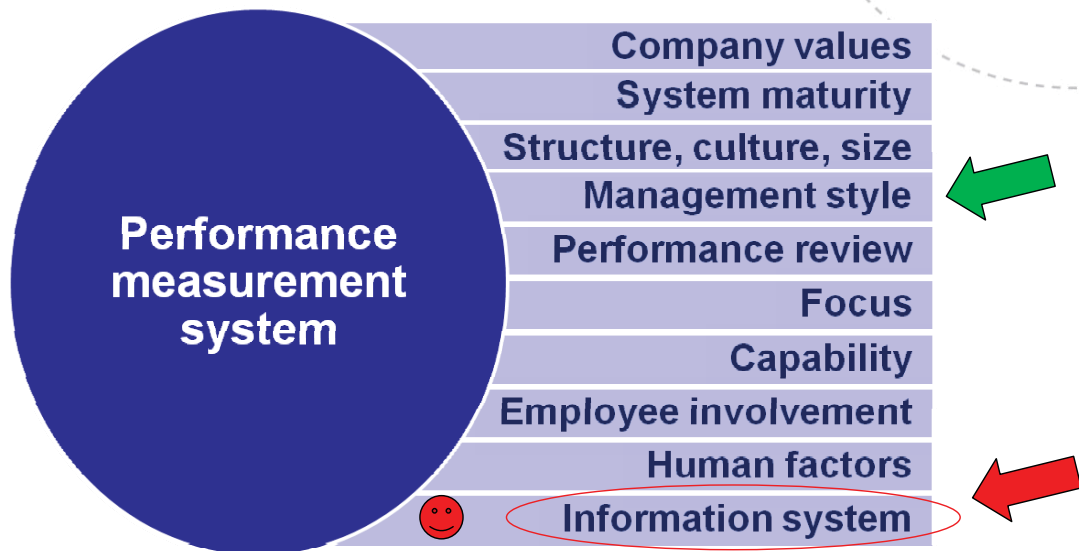 Performance
measurement
system
Company values
System maturity
Structure, culture, size
Management style
Performance review
Focus
Capability
Employee involvement
Human factors
Information system